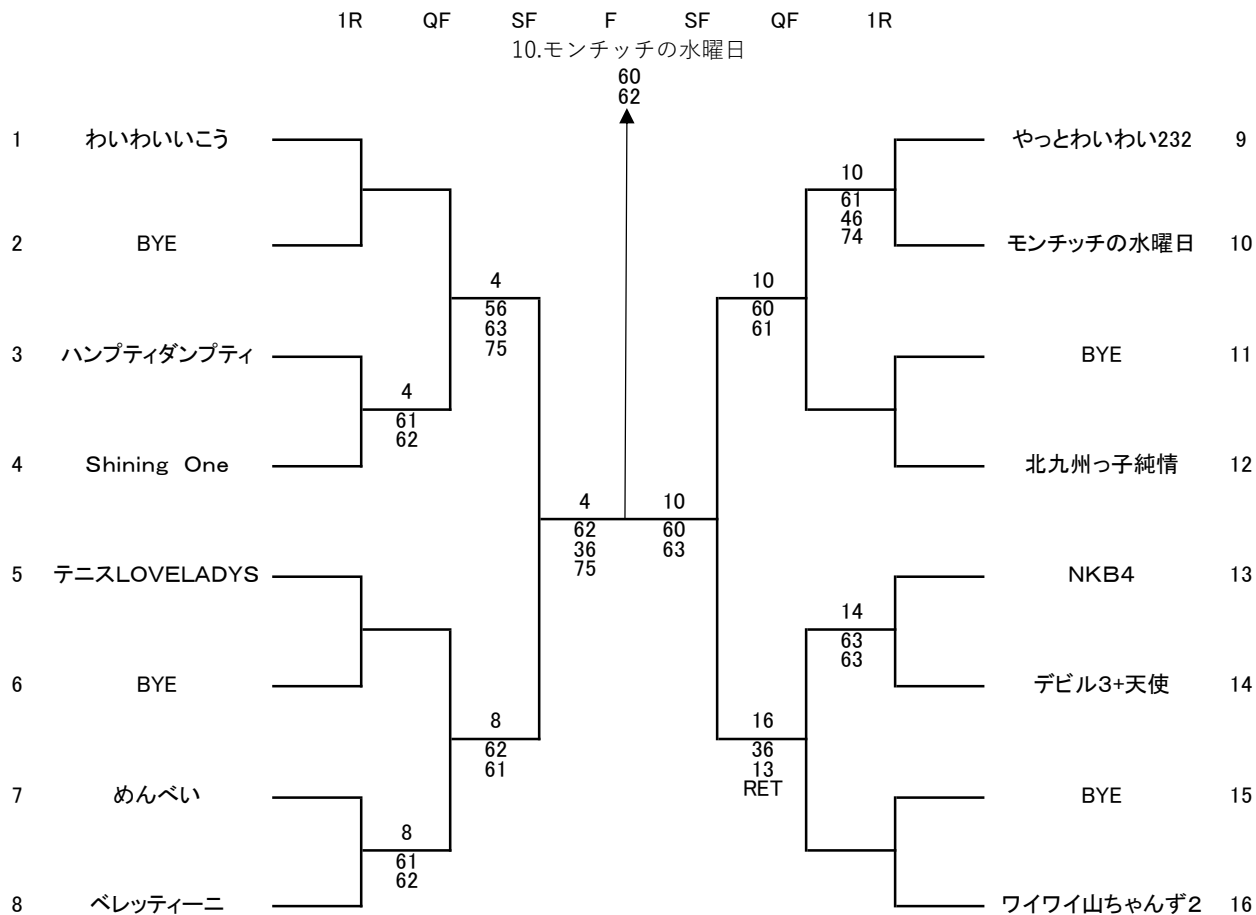 1R QF SF F SF QF 1R
10.モンチッチの水曜日
60
62
1 わいわいいこう やっとわいわい232 9
10
61
46
74
2 BYE モンチッチの水曜日 10
4 10
56 60
63 61
75
3 ハンプティダンプティ BYE 11
4
61
62
4 Shining One 北九州っ子純情 12
4 10
62 60
36 63
75
5 テニスLOVELADYS NKB4 13
14
63
63
6 BYE デビル3+天使 14
8 16
62 36
61 13
RET
7 めんべい BYE 15
8
61
62
8 ベレッティーニ ワイワイ山ちゃんず2 16